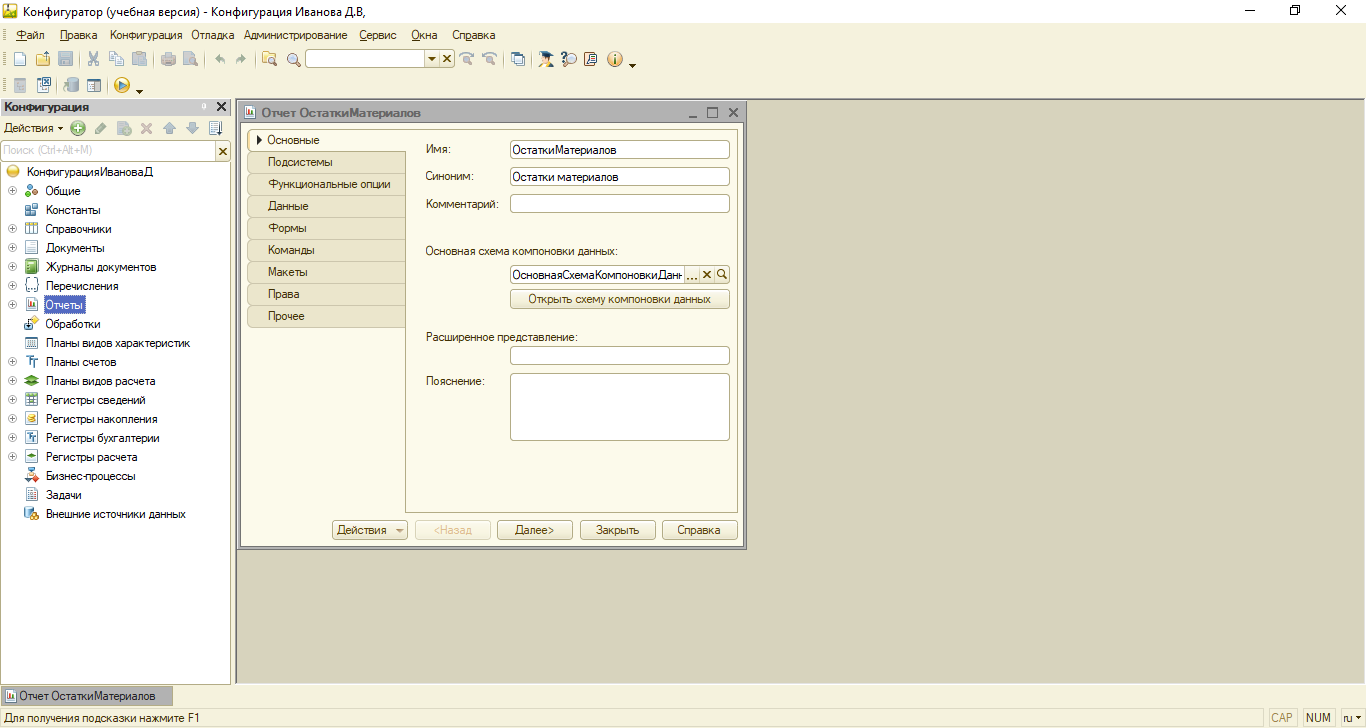 Конфигуратор (учебная версия) - Конфигурация Иванова Д.В,
Файл Правка Конфигурация Отладка Администрирование Сервис Окна Справка
Конфигурация
Действия
Поиск (Ctrl+Alt+M)
КонфигурацияИвановаД
Общие
Константы
Справочники
Документы
Журналы документов
Перечисления
Отчеты
Обработки
Планы видов характеристик
Планы счетов
Планы видов расчета
Регистры сведений
Регистры накопления
Регистры бухгалтерии
Регистры расчета
Бизнес-процессы
Задачи
Внешние источники данных
Отчет ОстаткиМатериалов
Основные
Подсистемы
Функциональные опции
Данные
Формы
Команды
Макеты
Права
Прочее
Имя: ОстаткиМатериалов
Синоним: Остатки материалов
Комментарий:
Основная схема компоновки данных:
ОсновнаяСхемаКомпоновкиДанн ...
Открыть схему компоновки данных
Расширенное представление:
Пояснение:
Действия <Назад Далее> Закрыть Справка
Отчет ОстаткиМатериалов
Для получения подсказки нажмите F1 CAP NUM ru